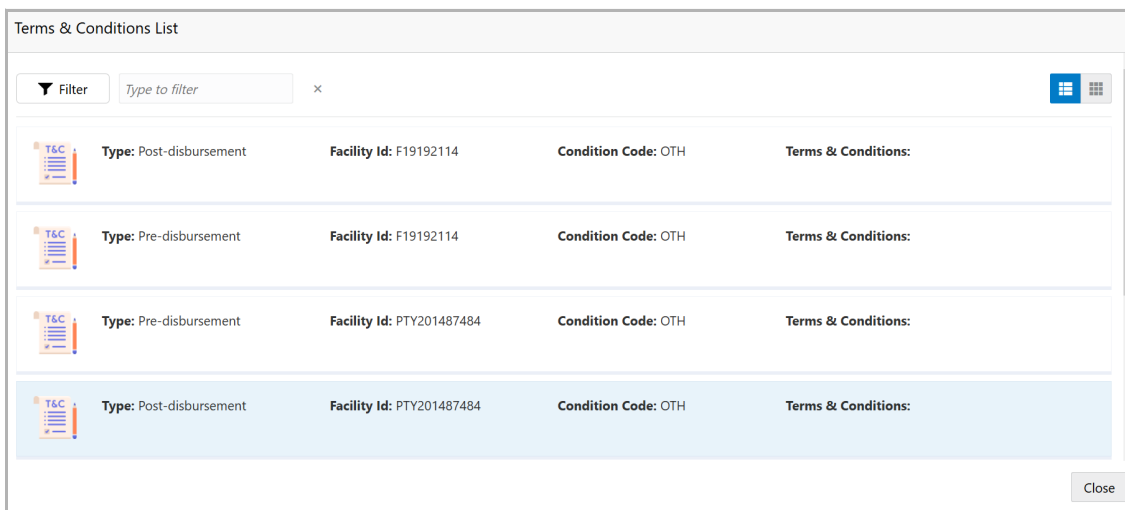 Terms & Conditions List
Filter Type to filter ×
T&C Type: Post-disbursement Facility Id: F19192114 Condition Code: OTH Terms & Conditions:
T&C Type: Pre-disbursement Facility Id: F19192114 Condition Code: OTH Terms & Conditions:
T&C Type: Pre-disbursement Facility Id: PTY201487484 Condition Code: OTH Terms & Conditions:
T&C Type: Post-disbursement Facility Id: PTY201487484 Condition Code: OTH Terms & Conditions:
Close